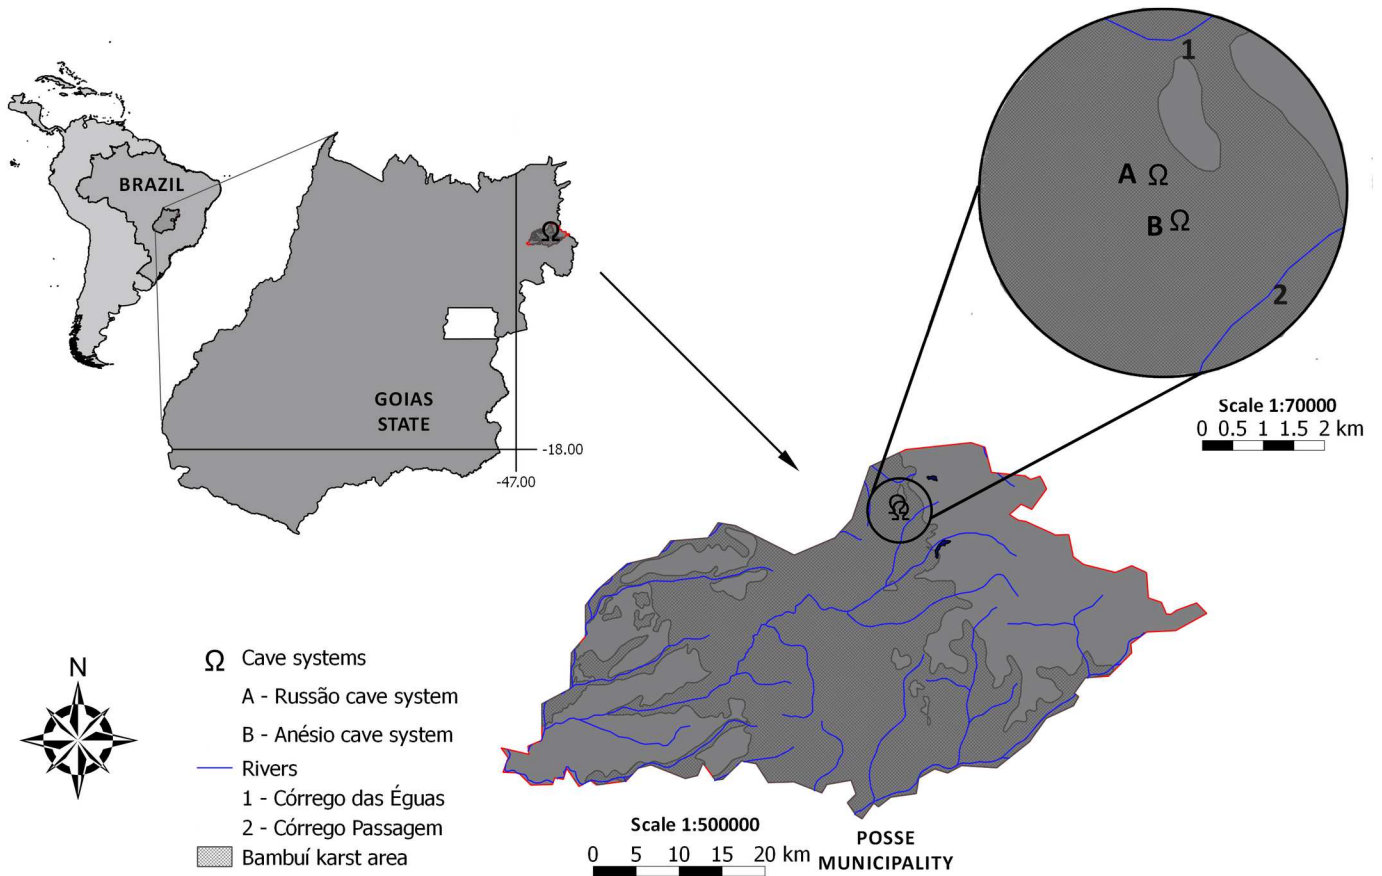 BRAZIL
GOIAS
STATE
-18.00
-47.00
1
A Ω
B Ω
2
Scale 1:70000
0 0.5 1 1.5 2 km
Ω
Ω
Ω
N
Ω Cave systems
A - Russão cave system
B - Anésio cave system
Rivers
1 - Córrego das Éguas
2 - Córrego Passagem
Bambuí karst area
Scale 1:500000
0 5 10 15 20 km
POSSE
MUNICIPALITY